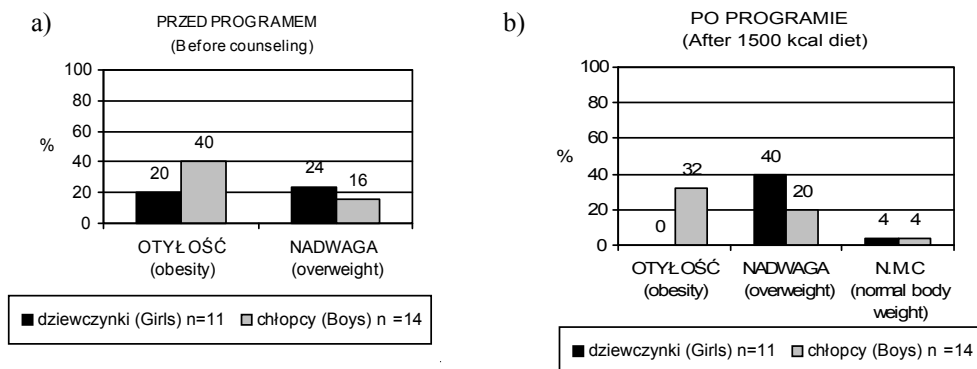 a)
PRZED PROGRAMEM
(Before counseling)
100
80
60
%
40
20
0
20
40
24
16
OTYŁOŚĆ
(obesity)
NADWAGA
(overweight)
dziewczynki (Girls) n=11
chłopcy (Boys) n =14
b)
PO PROGRAMIE
(After 1500 kcal diet)
100
80
60
%
40
20
0
0
32
40
20
4
4
OTYŁOŚĆ
(obesity)
NADWAGA
(overweight)
N.M.C
(normal body
weight)
dziewczynki (Girls) n=11
chłopcy (Boys) n =14